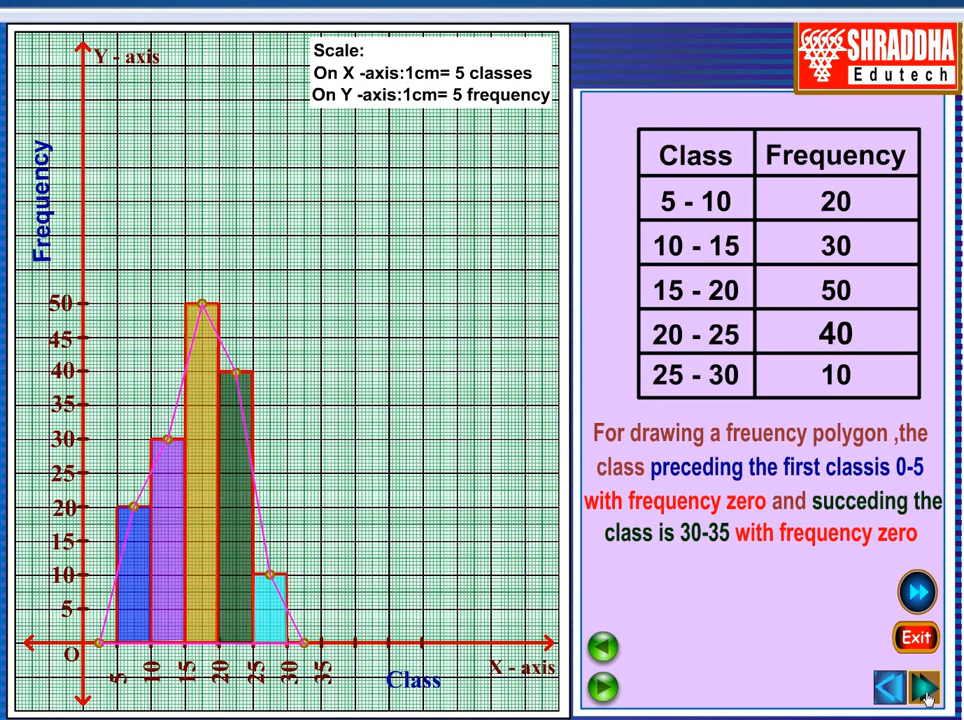 Y - axis
Scale:
On X -axis:1cm= 5 classes
On Y -axis:1cm= 5 frequency
Frequency
50
45
40
35
30
25
20
15
10
5
O
5 10 15 20 25 30 35
X - axis
Class
SHRADDHA
Edutech
Class Frequency
5 - 10 20
10 - 15 30
15 - 20 50
20 - 25 40
25 - 30 10
For drawing a freuency polygon ,the
class preceding the first classis 0-5
with frequency zero and succeding the
class is 30-35 with frequency zero
Exit